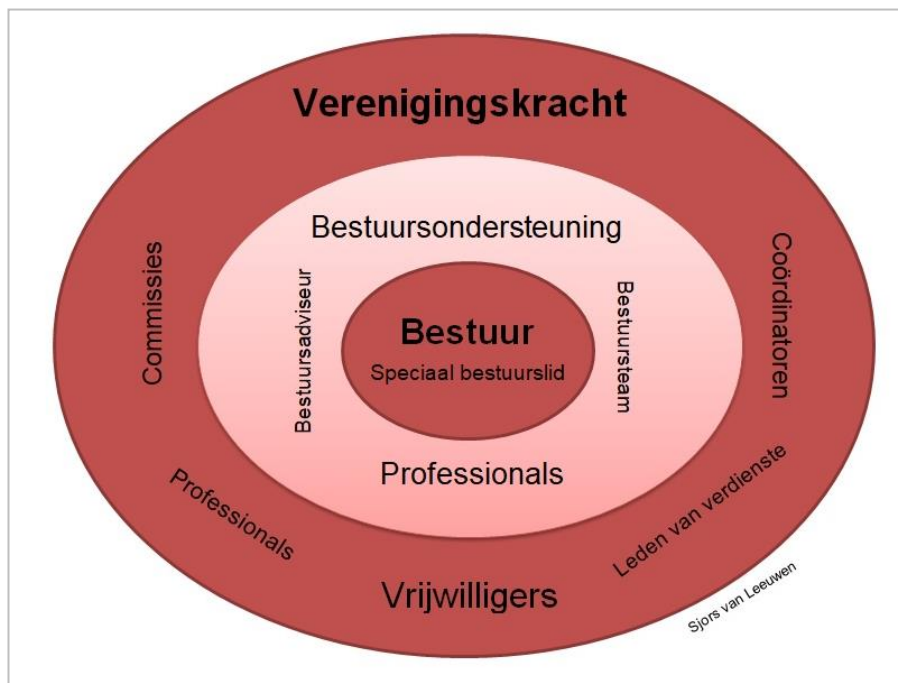 Verenigingskracht
Bestuursondersteuning
Commissies
Bestuursadviseur
Bestuur
Speciaal bestuurslid
Bestuursteam
Coördinatoren
Professionals
Professionals
Leden van verdienste
Vrijwilligers
Sjors van Leeuwen